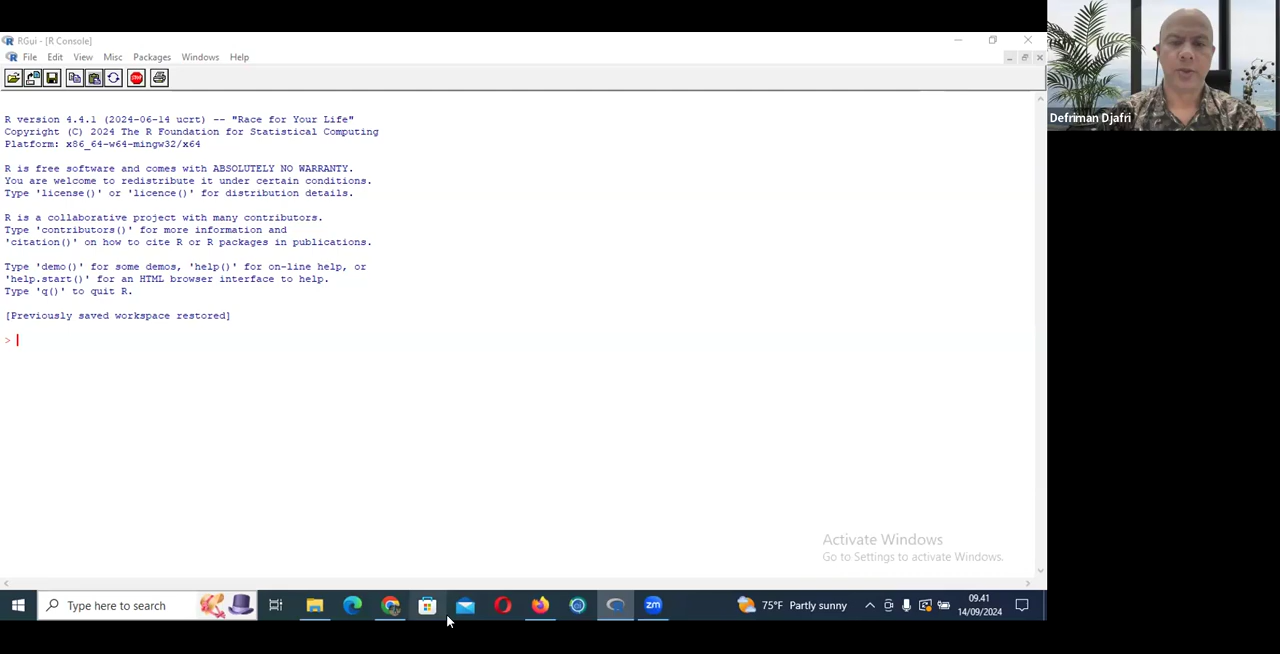 RGui - [R Console]
File Edit View Misc Packages Windows Help
R version 4.4.1 (2024-06-14 ucrt) -- "Race for Your Life"
Copyright (C) 2024 The R Foundation for Statistical Computing
Platform: x86_64-w64-mingw32/x64
R is free software and comes with ABSOLUTELY NO WARRANTY.
You are welcome to redistribute it under certain conditions.
Type 'license()' or 'licence()' for distribution details.
R is a collaborative project with many contributors.
Type 'contributors()' for more information and
'citation()' on how to cite R or R packages in publications.
Type 'demo()' for some demos, 'help()' for on-line help, or
'help.start()' for an HTML browser interface to help.
Type 'q()' to quit R.
[Previously saved workspace restored]
>
Defriman Djafri
Activate Windows
Go to Settings to activate Windows.
Type here to search
zm
75°F Partly sunny
09.41
14/09/2024